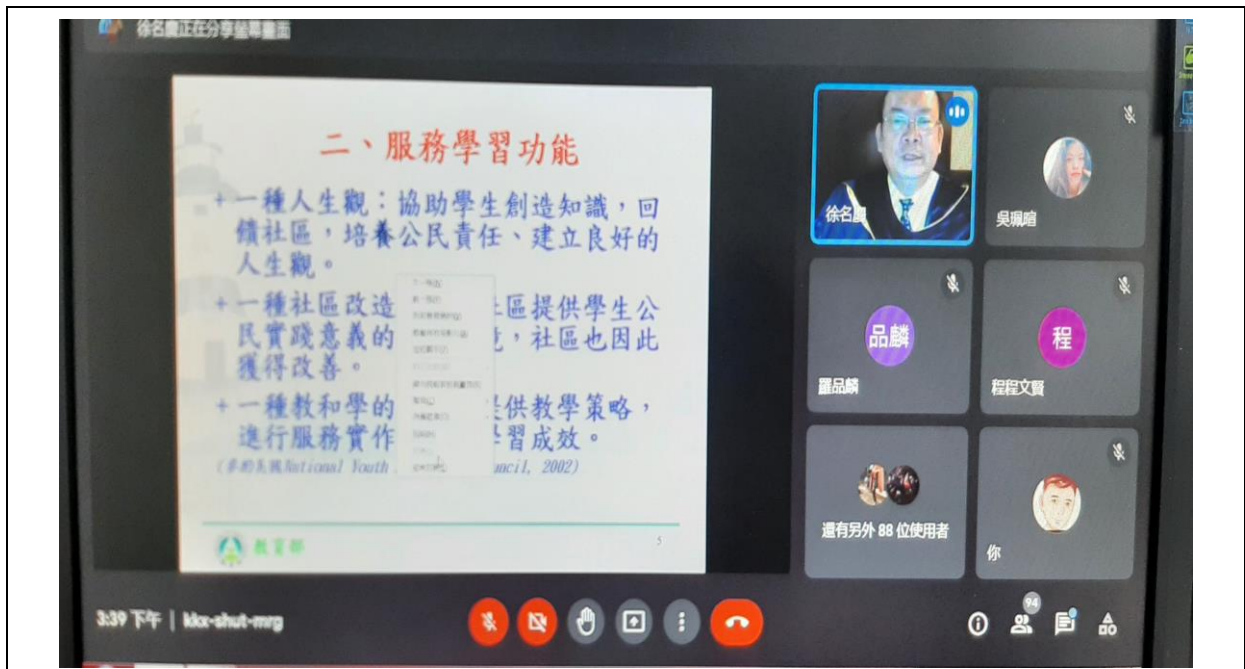 徐名慶正在分享螢幕畫面
二、服務學習功能
+一種人生觀：協助學生創造知識，回
饋社區，培養公民責任、建立良好的
人生觀。
+一種社區改造 社區提供學生公
民實踐意義的 ，社區也因此
獲得改善。
+一種教和學的 提供教學策略，
進行服務實作 學習成效。
National Youth uncil, 2002)
教育部
5
徐名慶
吳珮暄
品麟
羅品麟
程
程程文賢
還有另外 88 位使用者
你
3:39 下午 | kkx-shut-mrg
94